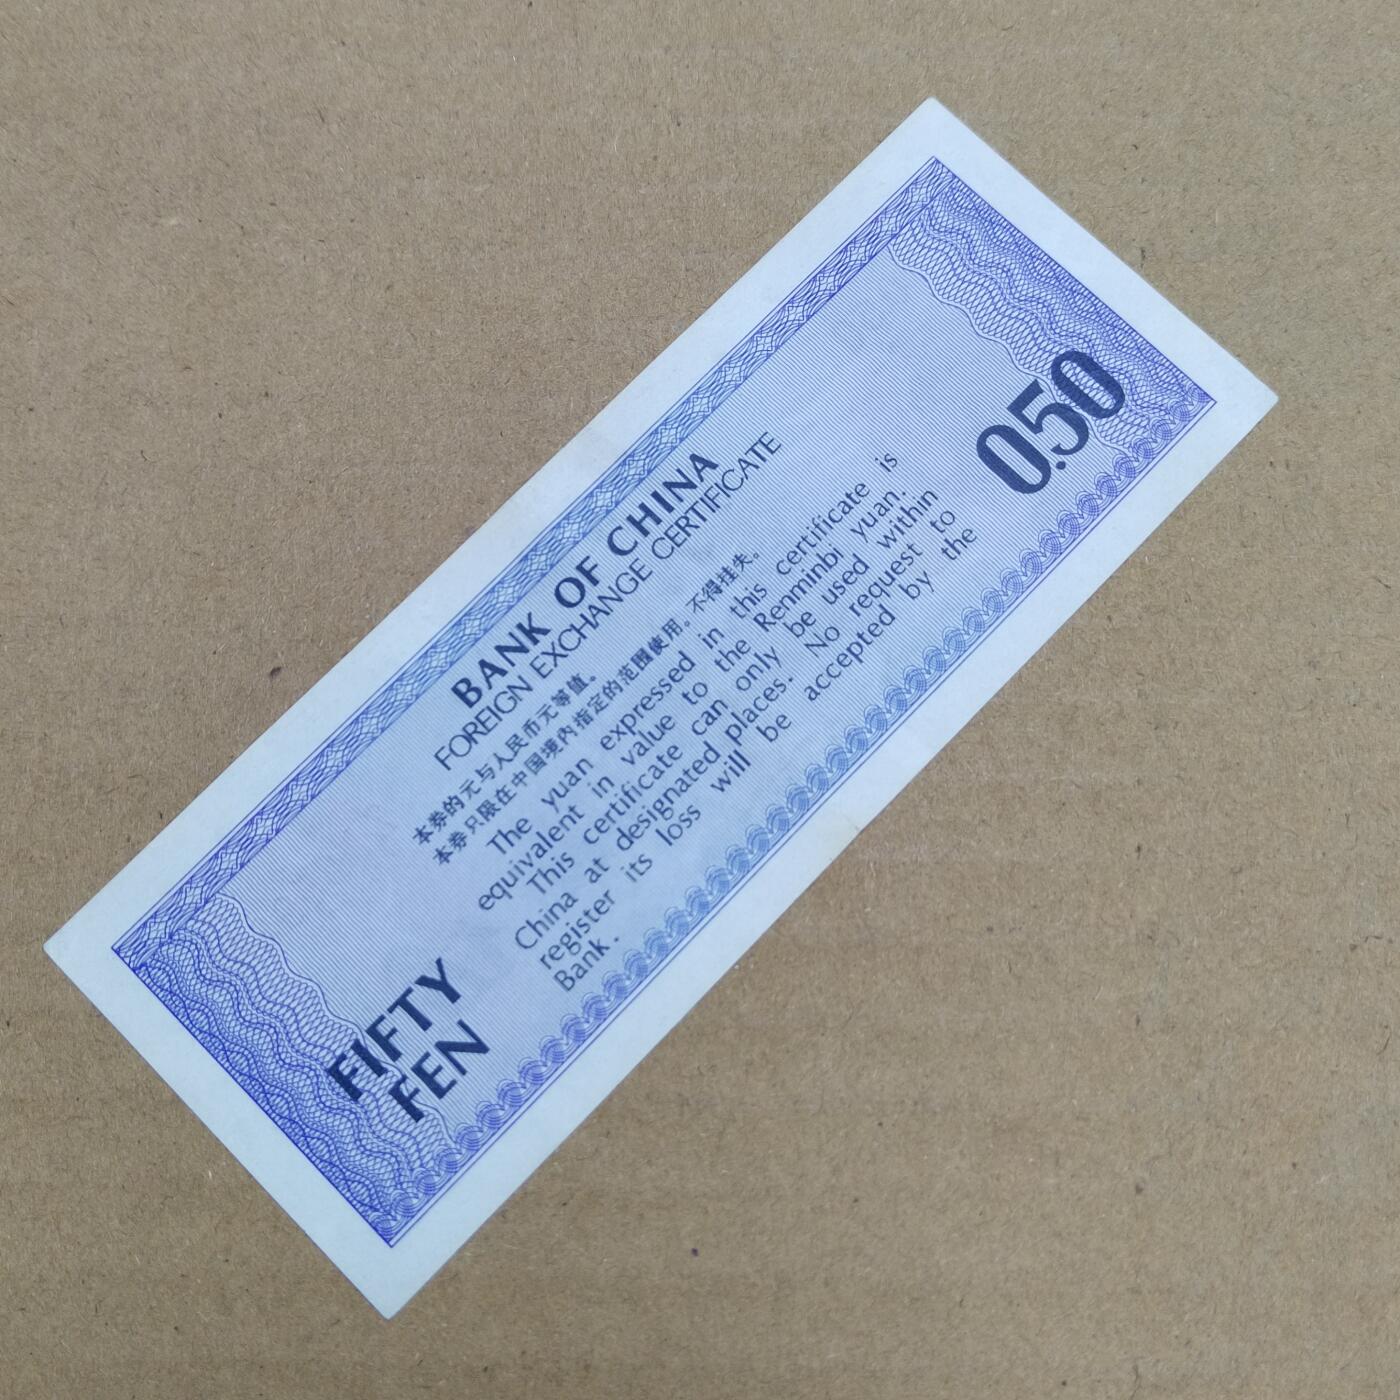 BANK OF CHINA
FOREIGN EXCHANGE CERTIFICATE
本券的元与人民币元等值。
本券只限在中国境内指定的范围使用。不得挂失。
The yuan expressed in this certificate is
equivalent in value to the Renminbi yuan.
This certificate can only be used within
China at designated places. No request to
register its loss will be accepted by the
Bank.
FIFTY
FEN
0.50